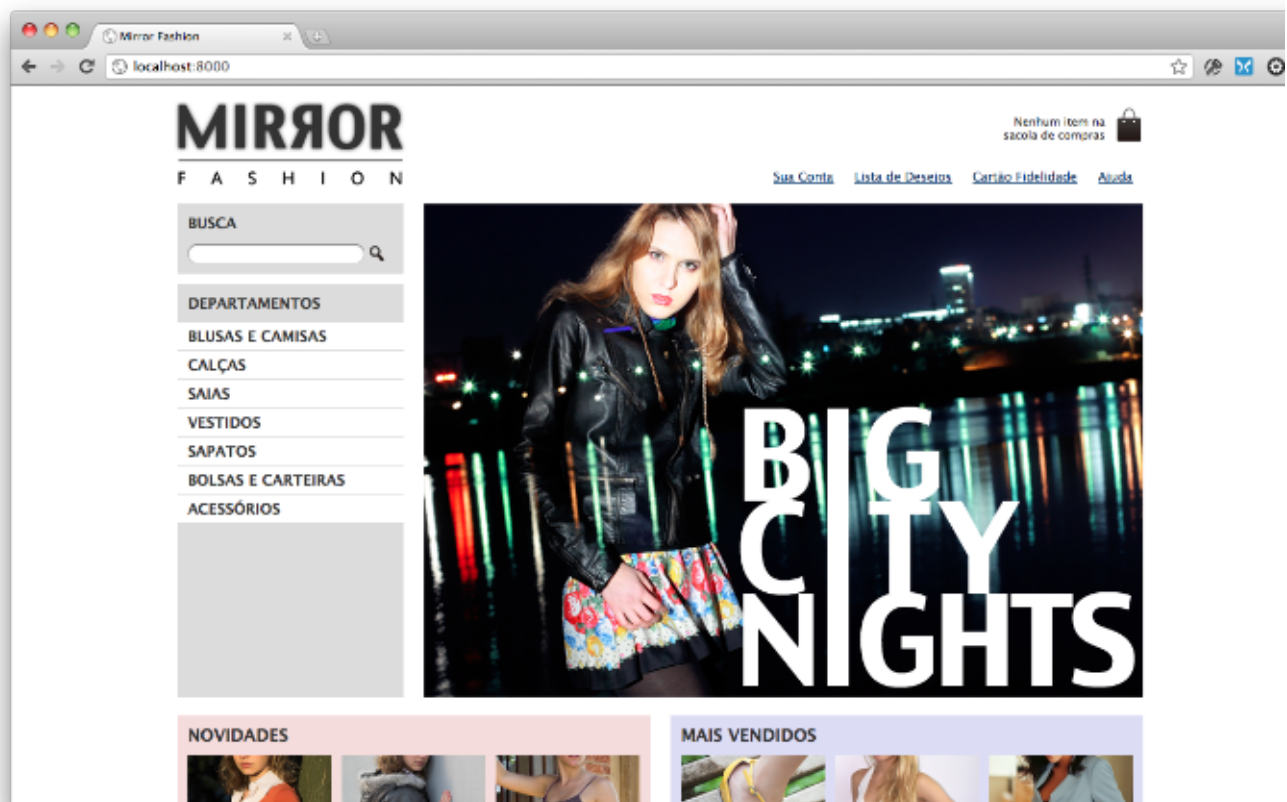 Mirror Fashion
localhost:8000
MIRROR
FASHION
Nenhum item na
sacola de compras
Sua Conta Lista de Desejos Cartão Fidelidade Ajuda
BUSCA
DEPARTAMENTOS
BLUSAS E CAMISAS
CALÇAS
SAIAS
VESTIDOS
SAPATOS
BOLSAS E CARTEIRAS
ACESSÓRIOS
BIG
CITY
NIGHTS
NOVIDADES
MAIS VENDIDOS